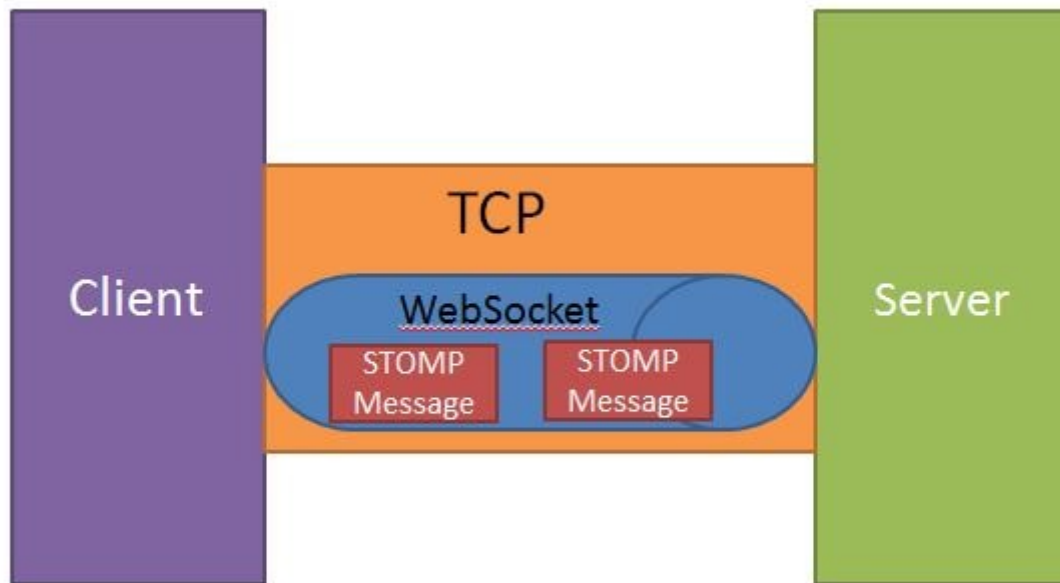 TCP
Client
WebSocket
Server
STOMP
Message
STOMP
Message